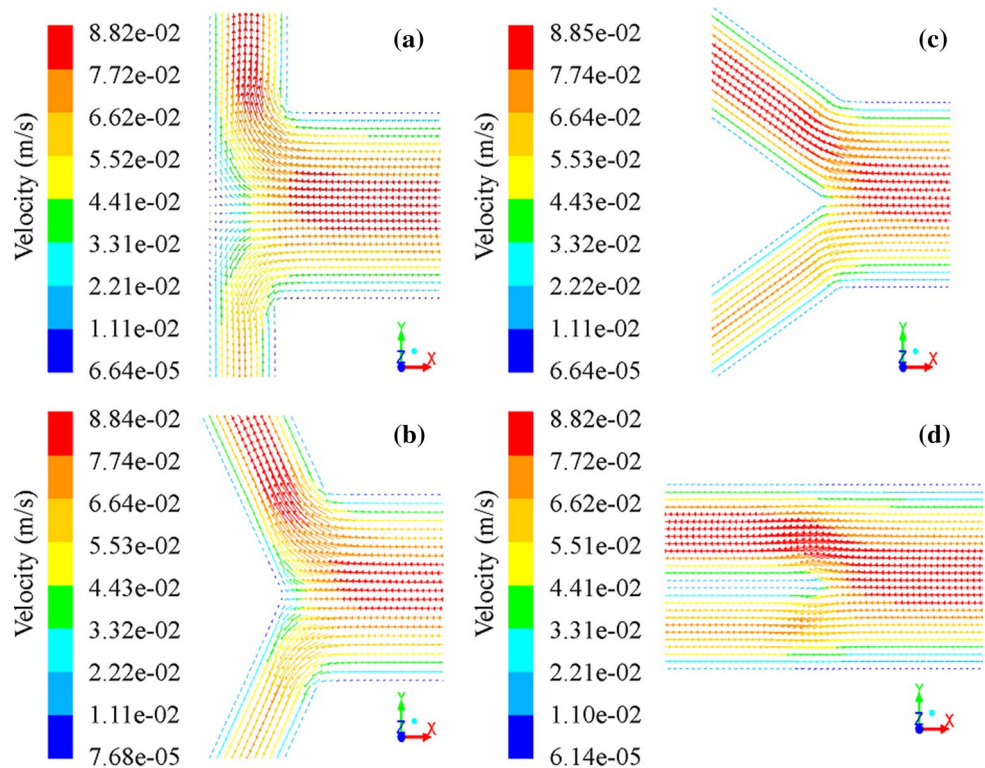 (a)
Velocity (m/s)
8.82e-02
7.72e-02
6.62e-02
5.52e-02
4.41e-02
3.31e-02
2.21e-02
1.11e-02
6.64e-05
Y
Z X
(c)
Velocity (m/s)
8.85e-02
7.74e-02
6.64e-02
5.53e-02
4.43e-02
3.32e-02
2.22e-02
1.11e-02
6.64e-05
Y
Z X
(b)
Velocity (m/s)
8.84e-02
7.74e-02
6.64e-02
5.53e-02
4.43e-02
3.32e-02
2.22e-02
1.11e-02
7.68e-05
Y
Z X
(d)
Velocity (m/s)
8.82e-02
7.72e-02
6.62e-02
5.51e-02
4.41e-02
3.31e-02
2.21e-02
1.10e-02
6.14e-05
Y
Z X